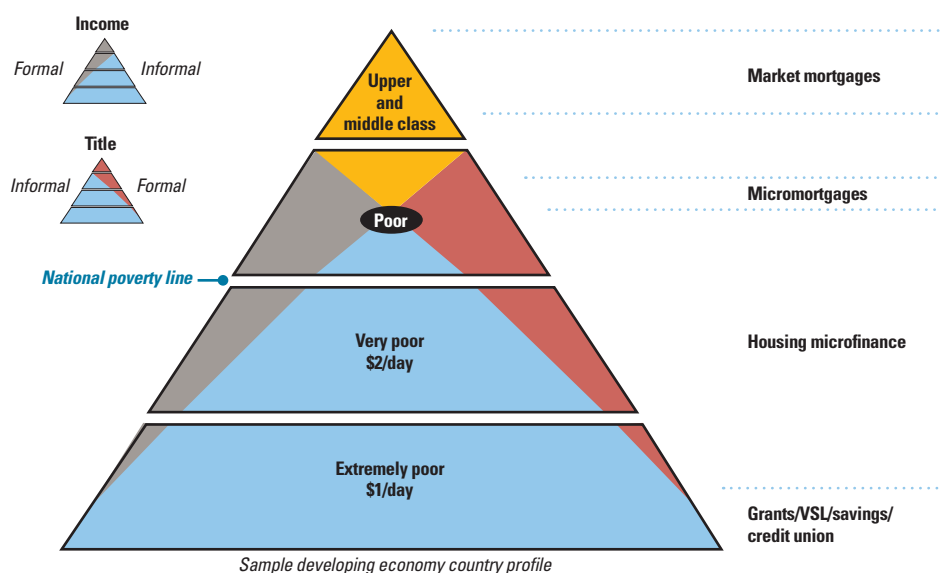 Income
Formal
Informal
Title
Informal
Formal
National poverty line
Upper
and
middle class
Poor
Very poor
$2/day
Extremely poor
$1/day
Market mortgages
Micromortgages
Housing microfinance
Grants/VSL/savings/
credit union
Sample developing economy country profile